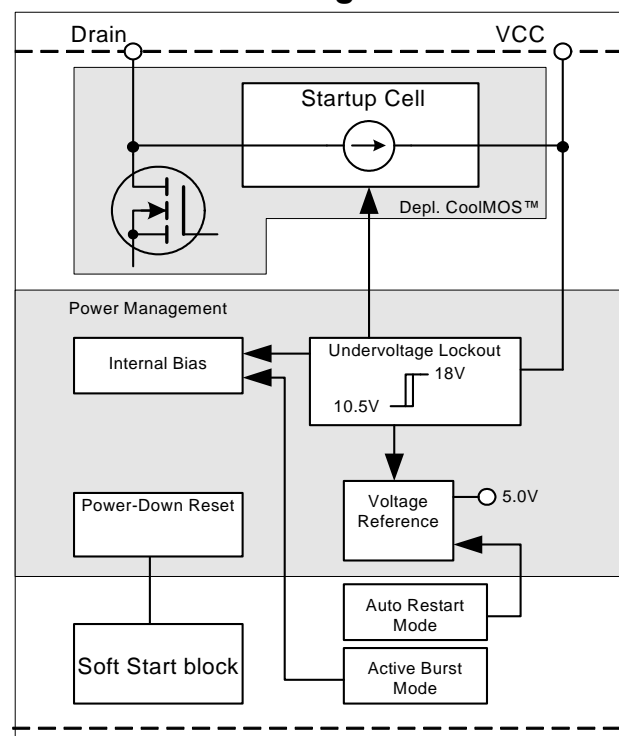 Drain
VCC
Startup Cell
Depl. CoolMOS™
Power Management
Internal Bias
Undervoltage Lockout
18V
10.5V
Power-Down Reset
Voltage
Reference
5.0V
Auto Restart
Mode
Soft Start block
Active Burst
Mode